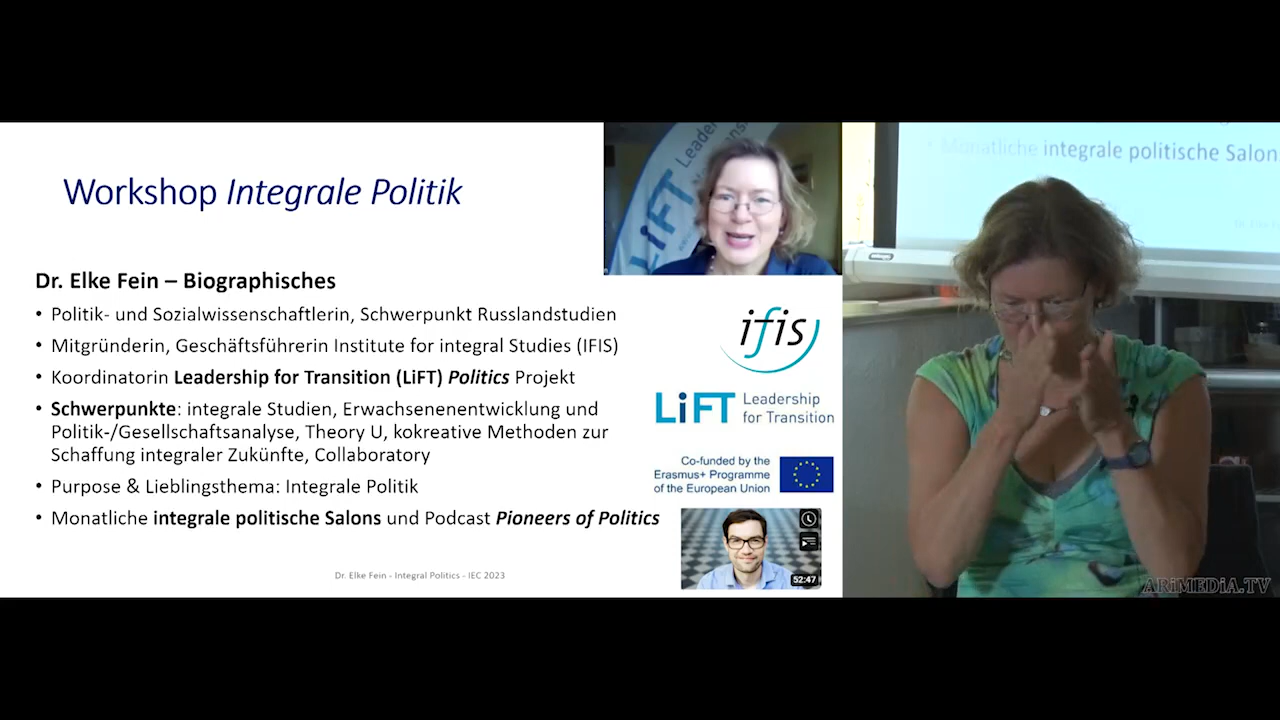 Workshop Integrale Politik
Dr. Elke Fein – Biographisches
• Politik- und Sozialwissenschaftlerin, Schwerpunkt Russlandstudien
• Mitgründerin, Geschäftsführerin Institute for integral Studies (IFIS)
• Koordinatorin Leadership for Transition (LiFT) Politics Projekt
• Schwerpunkte: integrale Studien, Erwachsenenentwicklung und
Politik-/Gesellschaftsanalyse, Theory U, kokreative Methoden zur
Schaffung integraler Zukünfte, Collaboratory
• Purpose & Lieblingsthema: Integrale Politik
• Monatliche integrale politische Salons und Podcast Pioneers of Politics
Dr. Elke Fein - Integral Politics - IEC 2023
LiFT
Leader
ifis
LiFT Leadership
for Transition
Co-funded by the
Erasmus+ Programme
of the European Union
52:47
• Monatliche integrale politische Salon
ARiMEDiA.TV